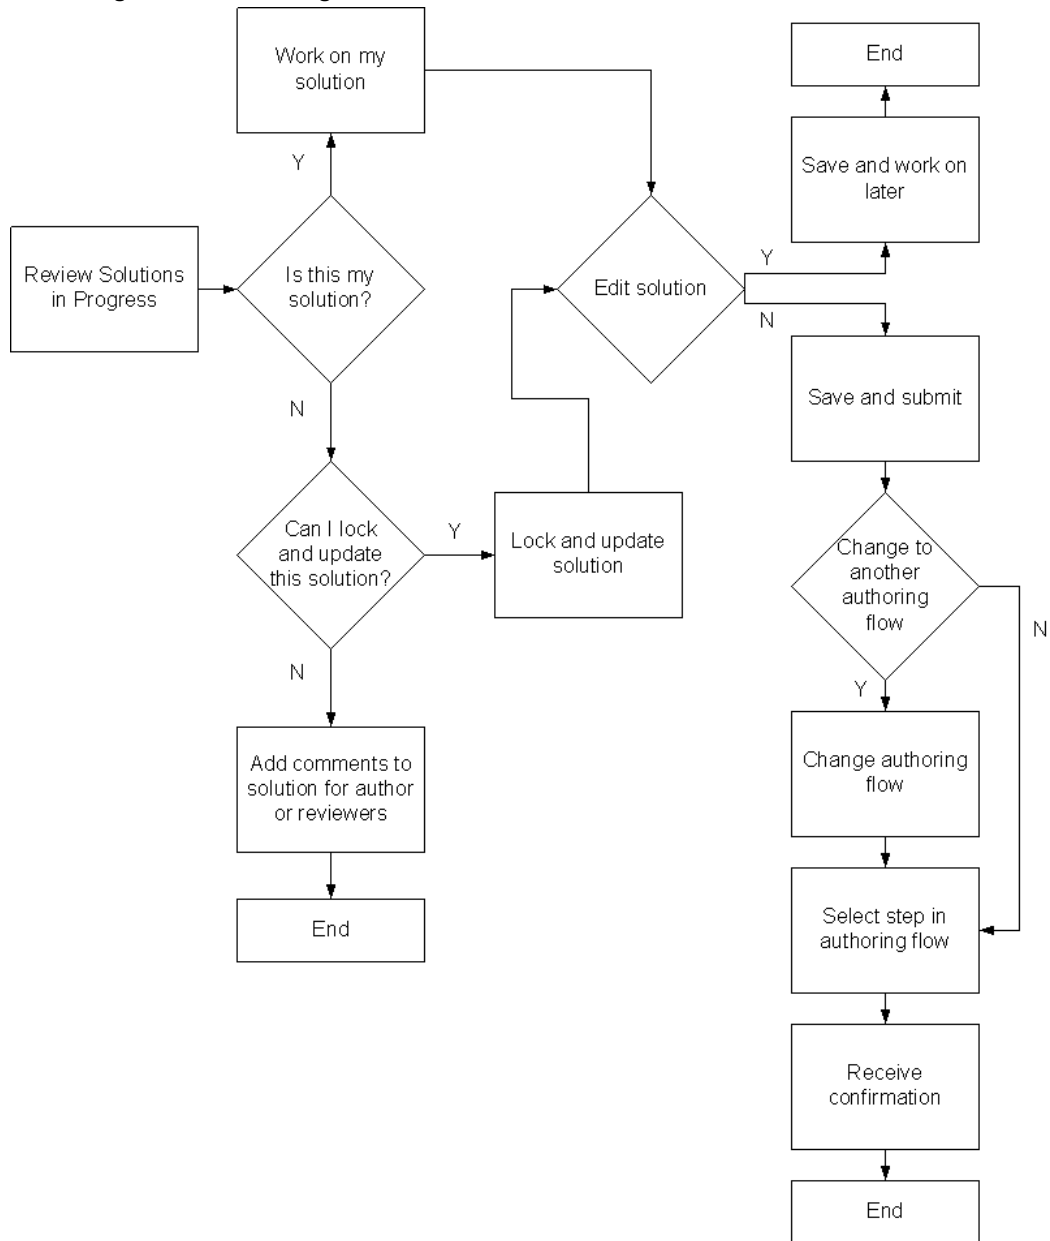 Work on my
solution
End
Y
Save and work on
later
Review Solutions
in Progress
Is this my
solution?
Edit solution
Y
N
N
Save and submit
Can I lock
and update
this solution?
Y
Lock and update
solution
Change to
another
authoring
flow
N
N
Y
Add comments to
solution for author
or reviewers
Change authoring
flow
End
Select step in
authoring flow
Receive
confirmation
End